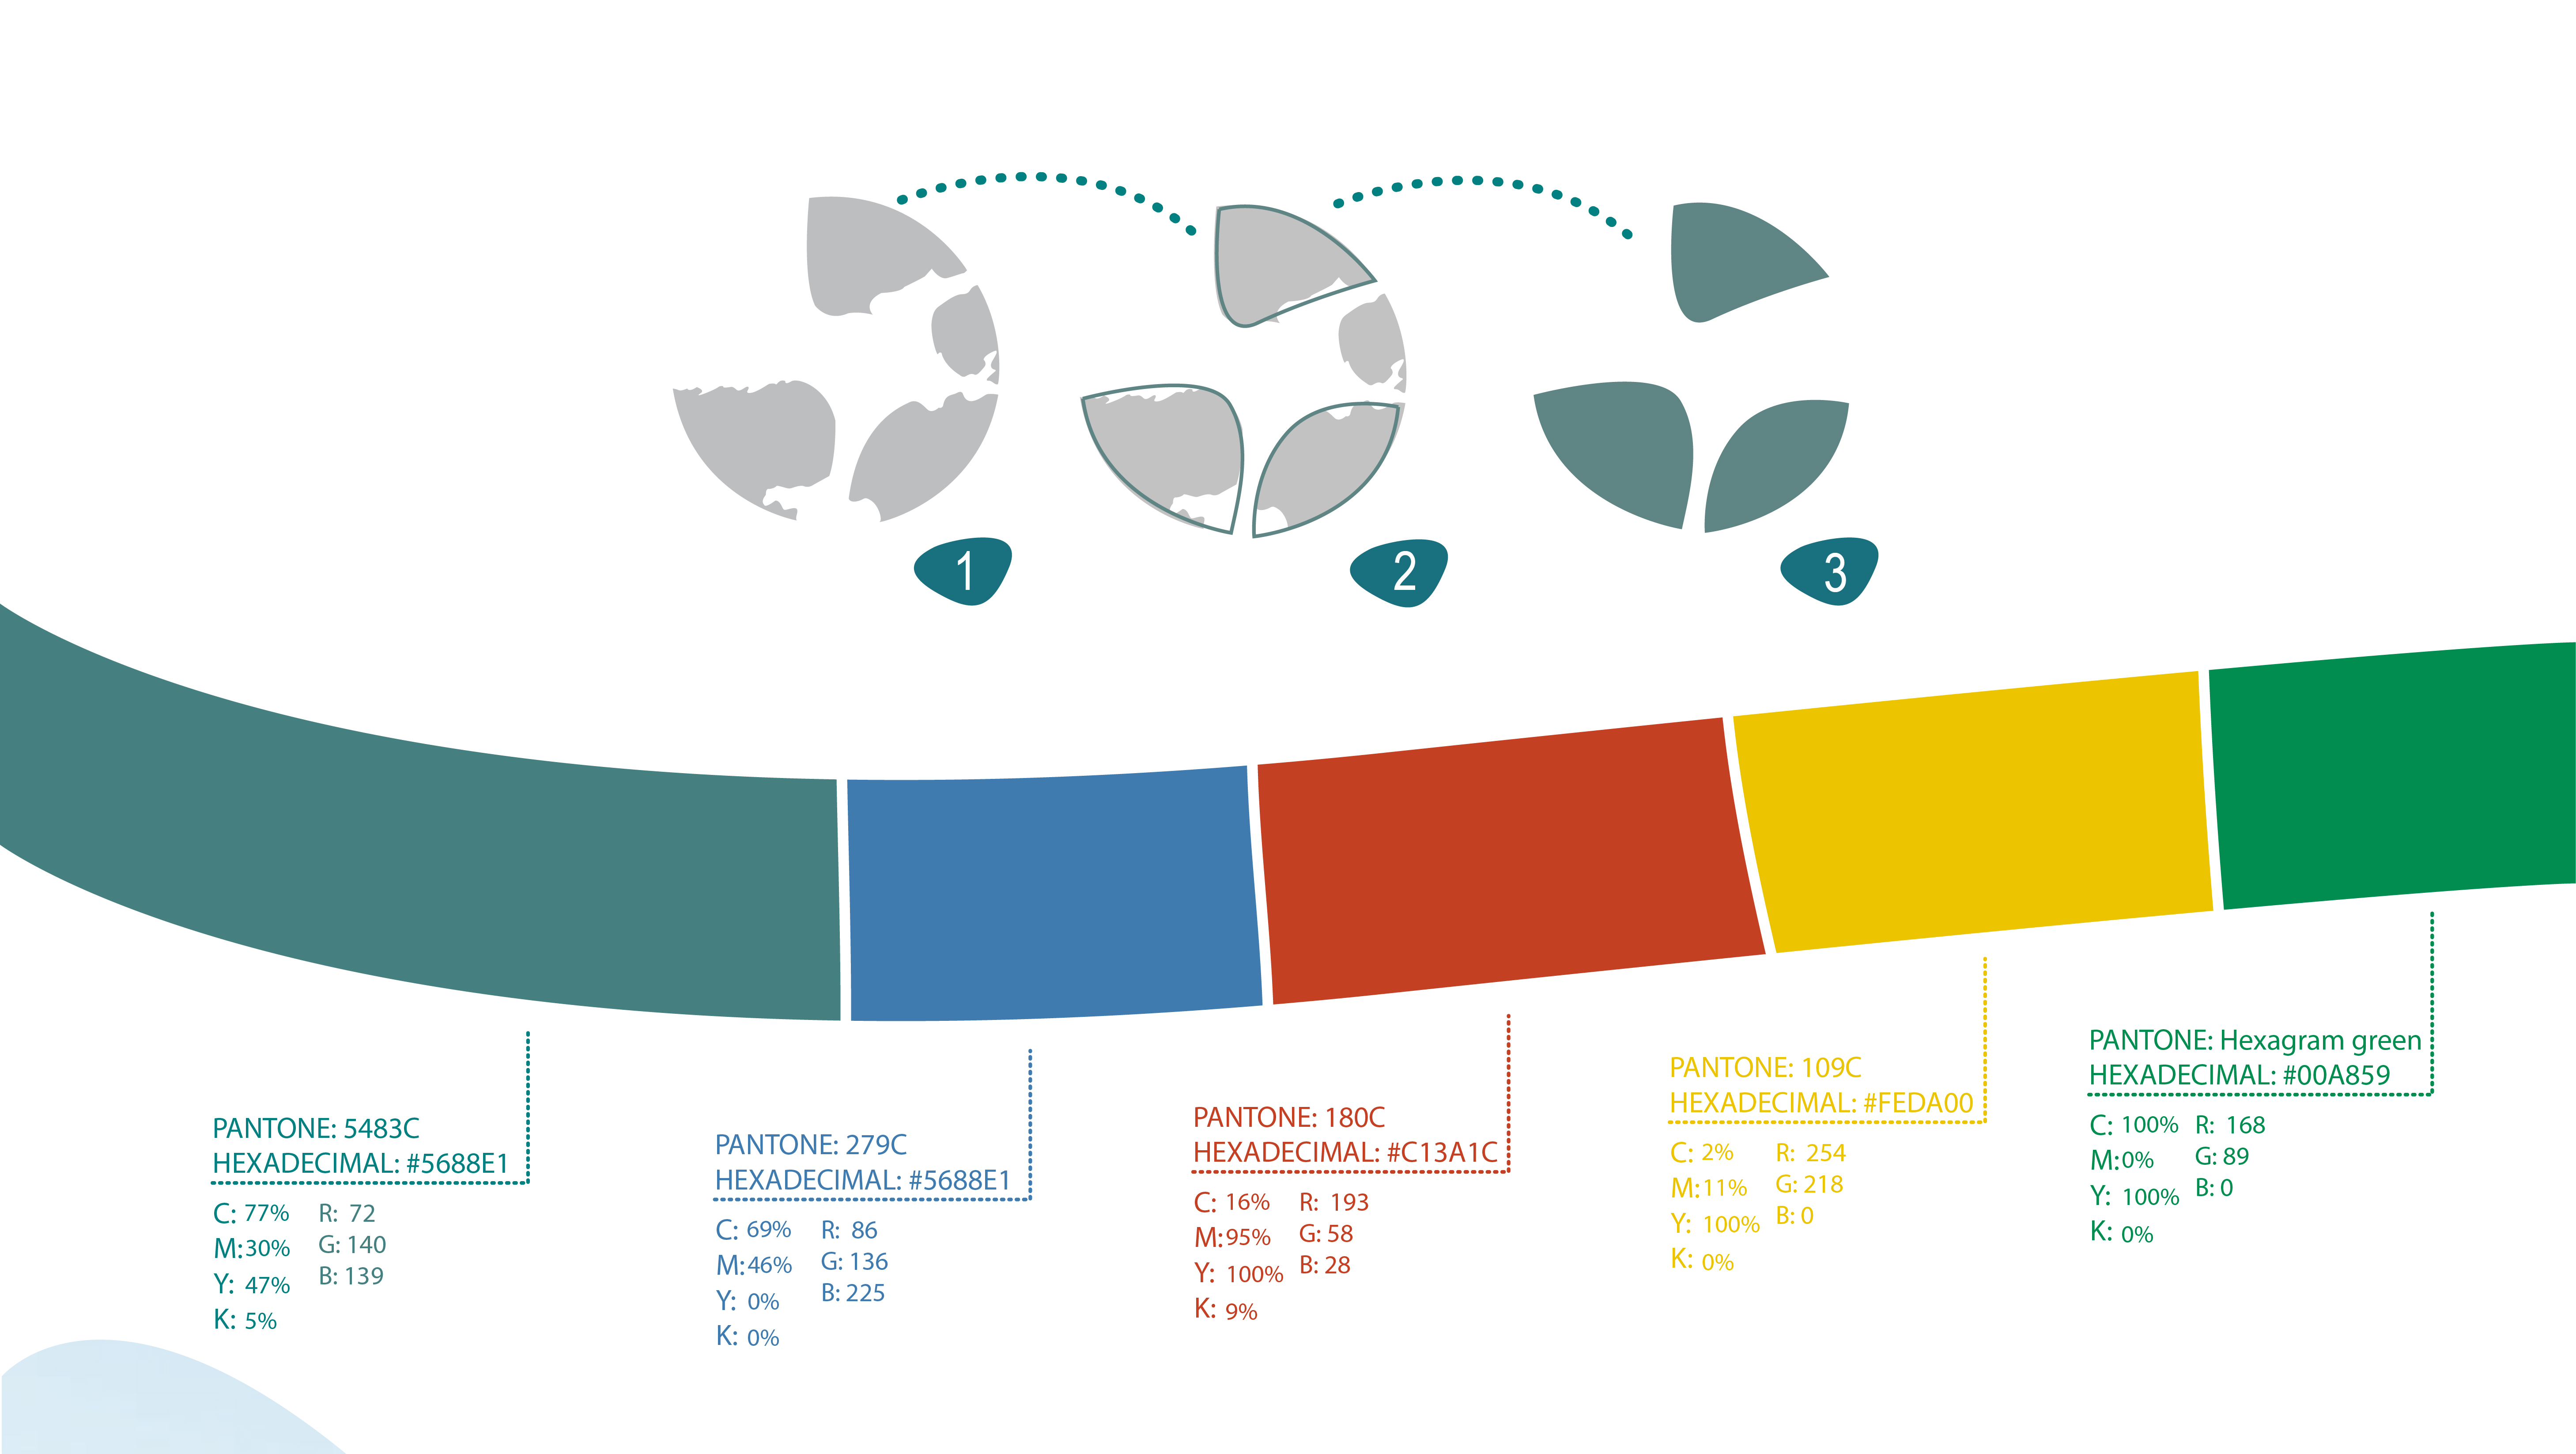 1
2
3
PANTONE: 5483C
HEXADECIMAL: #5688E1
C: 77% R: 72
M:30% G: 140
Y: 47% B: 139
K: 5%
PANTONE: 279C
HEXADECIMAL: #5688E1
C: 69% R: 86
M:46% G: 136
Y: 0% B: 225
K: 0%
PANTONE: 180C
HEXADECIMAL: #C13A1C
C: 16% R: 193
M:95% G: 58
Y: 100% B: 28
K: 9%
PANTONE: 109C
HEXADECIMAL: #FEDA00
C: 2% R: 254
M:11% G: 218
Y: 100% B: 0
K: 0%
PANTONE: Hexagram green
HEXADECIMAL: #00A859
C: 100% R: 168
M:0% G: 89
Y: 100% B: 0
K: 0%